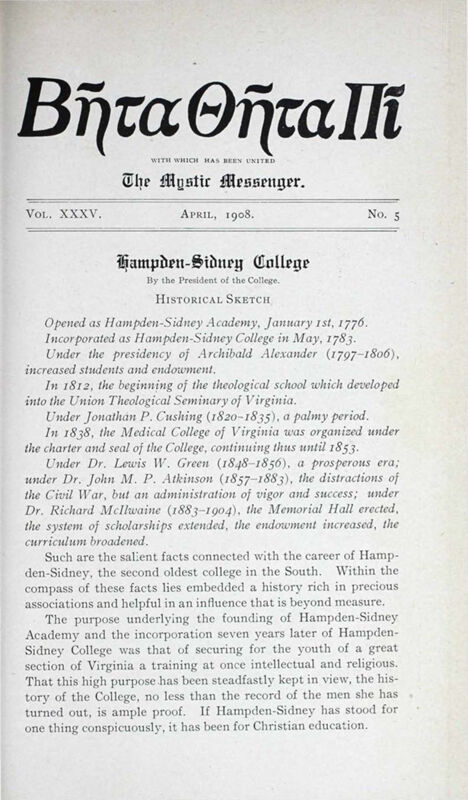 Βῆτα Θῆτα Πῖ
WITH WHICH HAS BEEN UNITED
The Mystic Messenger.
VOL. XXXV. APRIL, 1908. No. 5
Hampden-Sidney College
By the President of the College.
HISTORICAL SKETCH
Opened as Hampden-Sidney Academy, January 1st, 1776.
Incorporated as Hampden-Sidney College in May, 1783.
Under the presidency of Archibald Alexander (1797-1806),
increased students and endowment.
In 1812, the beginning of the theological school which developed
into the Union Theological Seminary of Virginia.
Under Jonathan P. Cushing (1820-1835), a palmy period.
In 1838, the Medical College of Virginia was organized under
the charter and seal of the College, continuing thus until 1853.
Under Dr. Lewis W. Green (1848-1856), a prosperous era;
under Dr. John M. P. Atkinson (1857-1883), the distractions of
the Civil War, but an administration of vigor and success; under
Dr. Richard McIlwaine (1883-1904), the Memorial Hall erected,
the system of scholarships extended, the endowment increased, the
curriculum broadened.
Such are the salient facts connected with the career of Hamp-
den-Sidney, the second oldest college in the South. Within the
compass of these facts lies embedded a history rich in precious
associations and helpful in an influence that is beyond measure.
The purpose underlying the founding of Hampden-Sidney
Academy and the incorporation seven years later of Hampden-
Sidney College was that of securing for the youth of a great
section of Virginia a training at once intellectual and religious.
That this high purpose has been steadfastly kept in view, the his-
tory of the College, no less than the record of the men she has
turned out, is ample proof. If Hampden-Sidney has stood for
one thing conspicuously, it has been for Christian education.